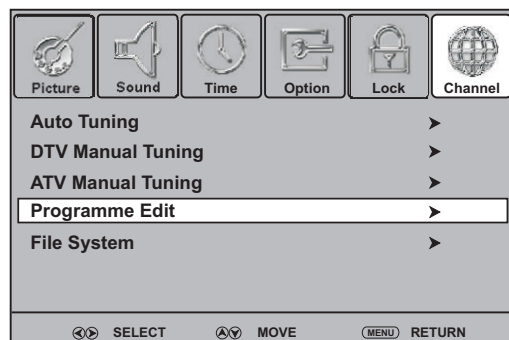 Picture Sound Time Option Lock Channel
Auto Tuning
DTV Manual Tuning
ATV Manual Tuning
Programme Edit
File System
SELECT MOVE MENU RETURN